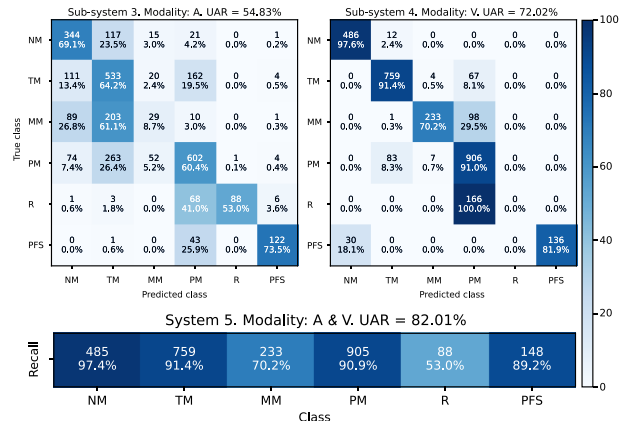 Sub-system 3. Modality: A. UAR = 54.83%
NM 344 117 15 21 0 1
69.1% 23.5% 3.0% 4.2% 0.0% 0.2%
TM 111 533 20 162 0 4
13.4% 64.2% 2.4% 19.5% 0.0% 0.5%
MM 89 203 29 10 0 1
26.8% 61.1% 8.7% 3.0% 0.0% 0.3%
PM 74 263 52 602 1 4
7.4% 26.4% 5.2% 60.4% 0.1% 0.4%
R 1 3 0 68 88 6
0.6% 1.8% 0.0% 41.0% 53.0% 3.6%
PFS 0 1 0 43 0 122
0.0% 0.6% 0.0% 25.9% 0.0% 73.5%
NM TM MM PM R PFS
Predicted class
True class
Sub-system 4. Modality: V. UAR = 72.02%
NM 486 12 0 0 0 0
97.6% 2.4% 0.0% 0.0% 0.0% 0.0%
TM 0 759 4 67 0 0
0.0% 91.4% 0.5% 8.1% 0.0% 0.0%
MM 0 1 233 98 0 0
0.0% 0.3% 70.2% 29.5% 0.0% 0.0%
PM 0 83 7 906 0 0
0.0% 8.3% 0.7% 91.0% 0.0% 0.0%
R 0 0 0 166 0 0
0.0% 0.0% 0.0% 100.0% 0.0% 0.0%
PFS 30 0 0 0 0 136
18.1% 0.0% 0.0% 0.0% 0.0% 81.9%
NM TM MM PM R PFS
Predicted class
100
80
60
40
20
0
System 5. Modality: A & V. UAR = 82.01%
Recall
485 759 233 905 88 148
97.4% 91.4% 70.2% 90.9% 53.0% 89.2%
NM TM MM PM R PFS
Class